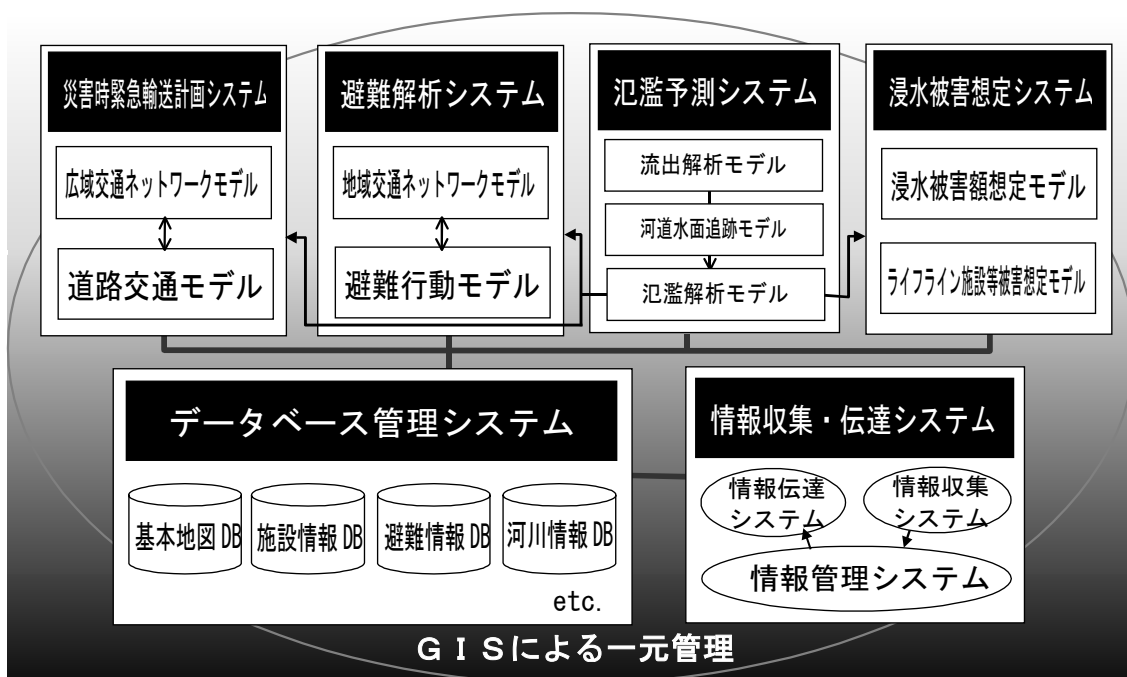 災害時緊急輸送計画システム
広域交通ネットワークモデル
道路交通モデル
避難解析システム
地域交通ネットワークモデル
避難行動モデル
氾濫予測システム
流出解析モデル
河道水面追跡モデル
氾濫解析モデル
浸水被害想定システム
浸水被害額想定モデル
ライフライン施設等被害想定モデル
データベース管理システム
基本地図DB
施設情報DB
避難情報DB
河川情報DB
etc.
情報収集・伝達システム
情報伝達
システム
情報収集
システム
情報管理システム
GISによる一元管理